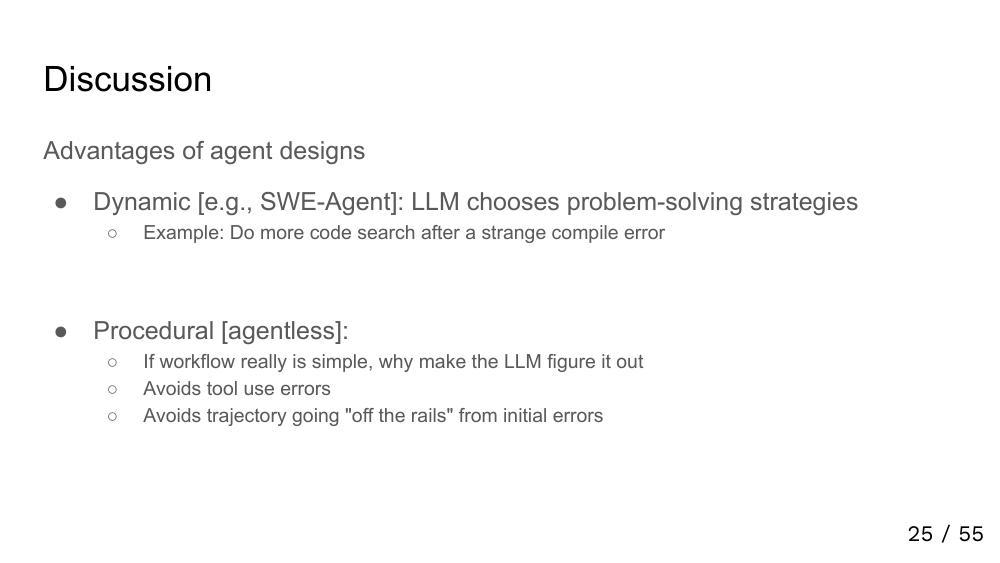 Discussion
Advantages of agent designs
● Dynamic [e.g., SWE-Agent]: LLM chooses problem-solving strategies
○ Example: Do more code search after a strange compile error
● Procedural [agentless]:
○ If workflow really is simple, why make the LLM figure it out
○ Avoids tool use errors
○ Avoids trajectory going "off the rails" from initial errors
25 / 55